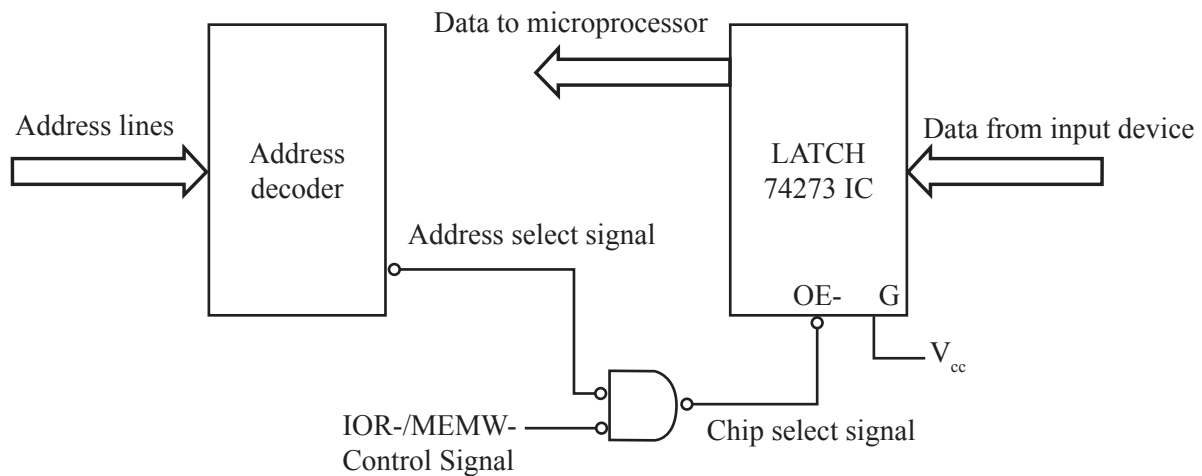 Data to microprocessor
Address lines
Address
decoder
LATCH
74273 IC
Data from input device
Address select signal
OE- G
V_cc
IOR-/MEMW-
Control Signal
Chip select signal